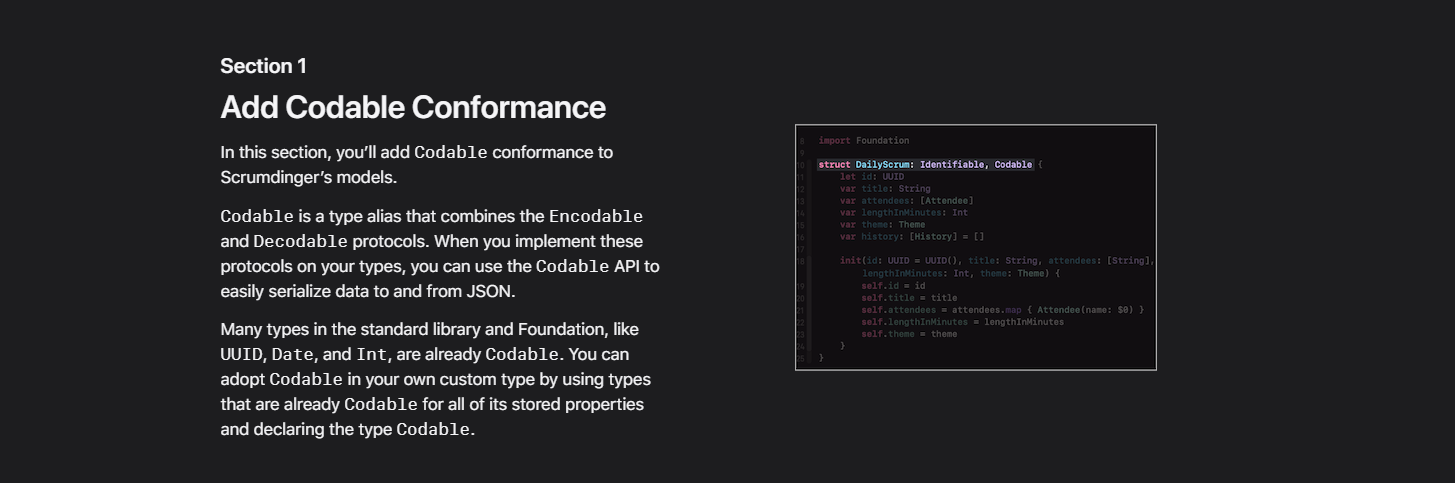 Section 1
Add Codable Conformance
In this section, you’ll add Codable conformance to
Scrumdinger’s models.
Codable is a type alias that combines the Encodable
and Decodable protocols. When you implement these
protocols on your types, you can use the Codable API to
easily serialize data to and from JSON.
Many types in the standard library and Foundation, like
UUID, Date, and Int, are already Codable. You can
adopt Codable in your own custom type by using types
that are already Codable for all of its stored properties
and declaring the type Codable.
8 import Foundation
9
10 struct DailyScrum: Identifiable, Codable {
11 let id: UUID
12 var title: String
13 var attendees: [Attendee]
14 var lengthInMinutes: Int
15 var theme: Theme
16 var history: [History] = []
17
18 init(id: UUID = UUID(), title: String, attendees: [String],
lengthInMinutes: Int, theme: Theme) {
19 self.id = id
20 self.title = title
21 self.attendees = attendees.map { Attendee(name: $0) }
22 self.lengthInMinutes = lengthInMinutes
23 self.theme = theme
24 }
25 }